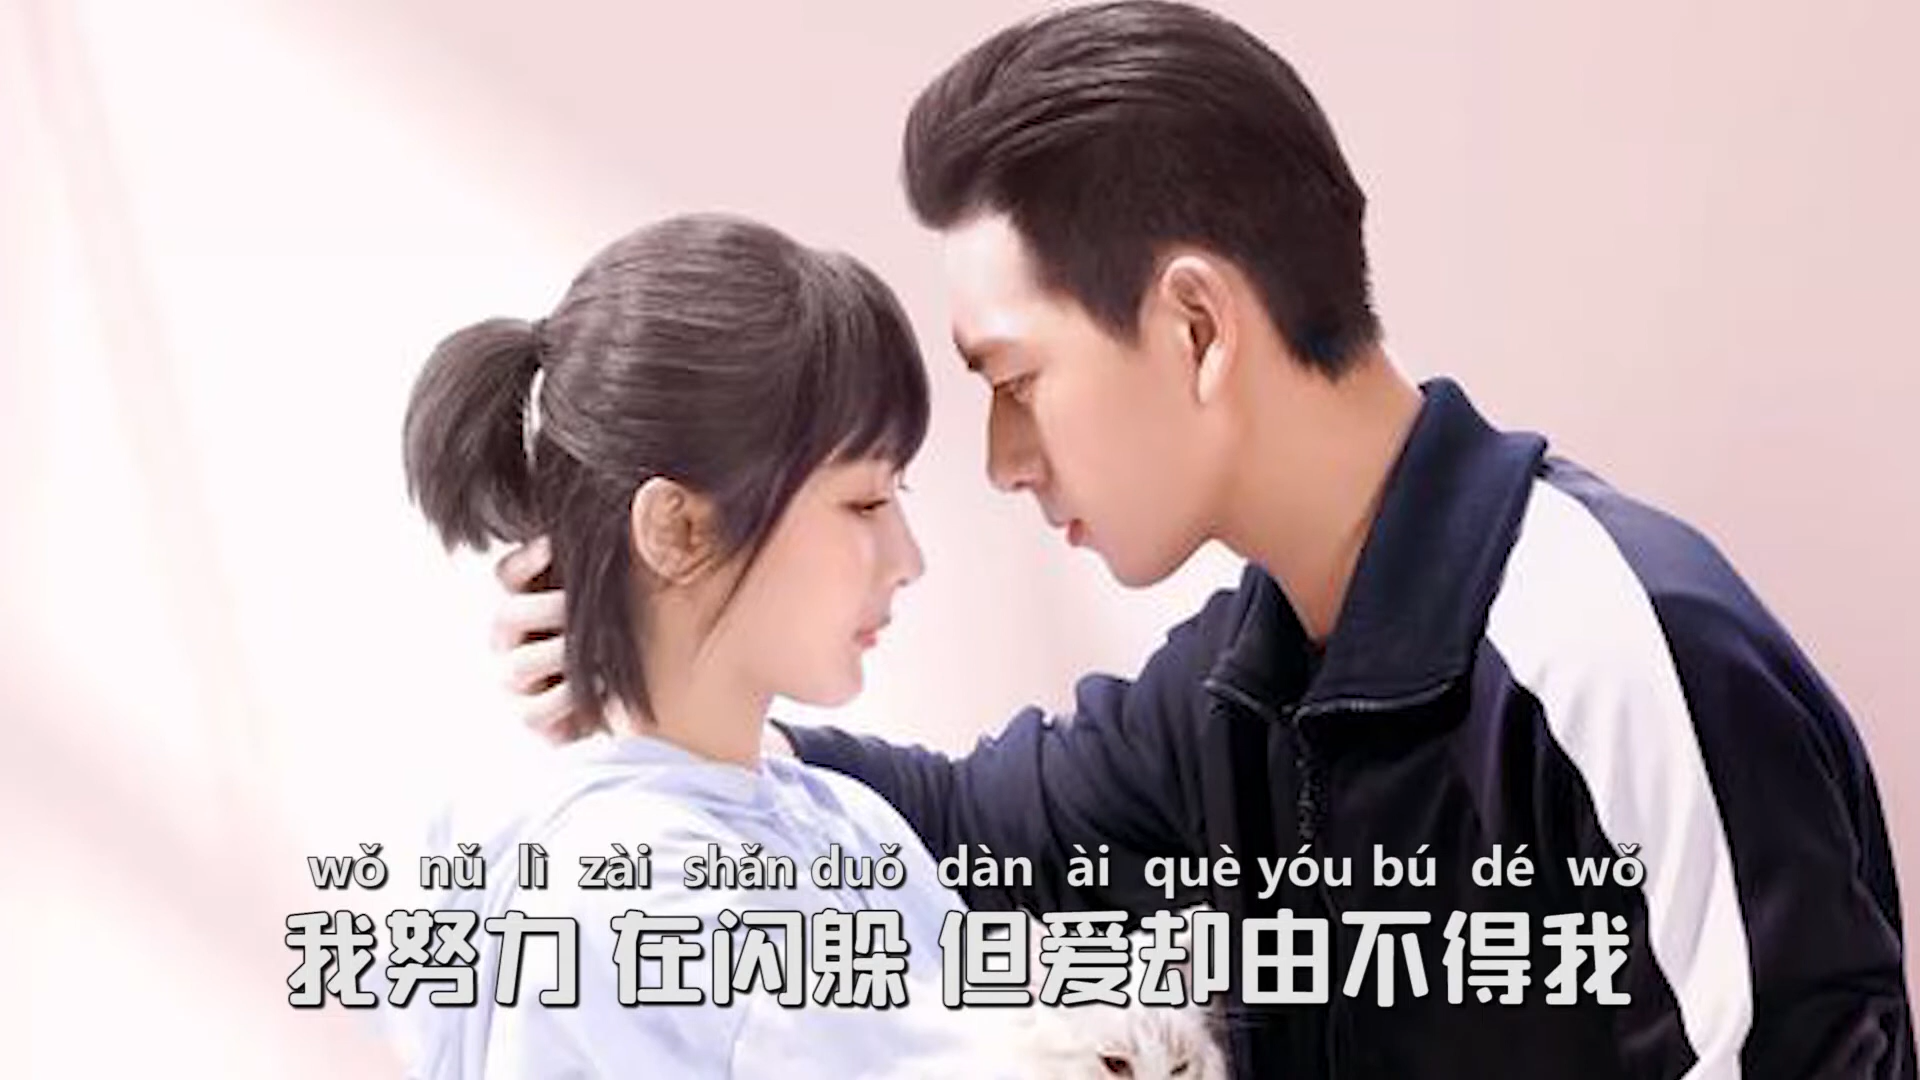 wǒ nǔ lì zài shǎn duǒ dàn ài què yóu bú dé wǒ
我努力 在闪躲 但爱却由不得我